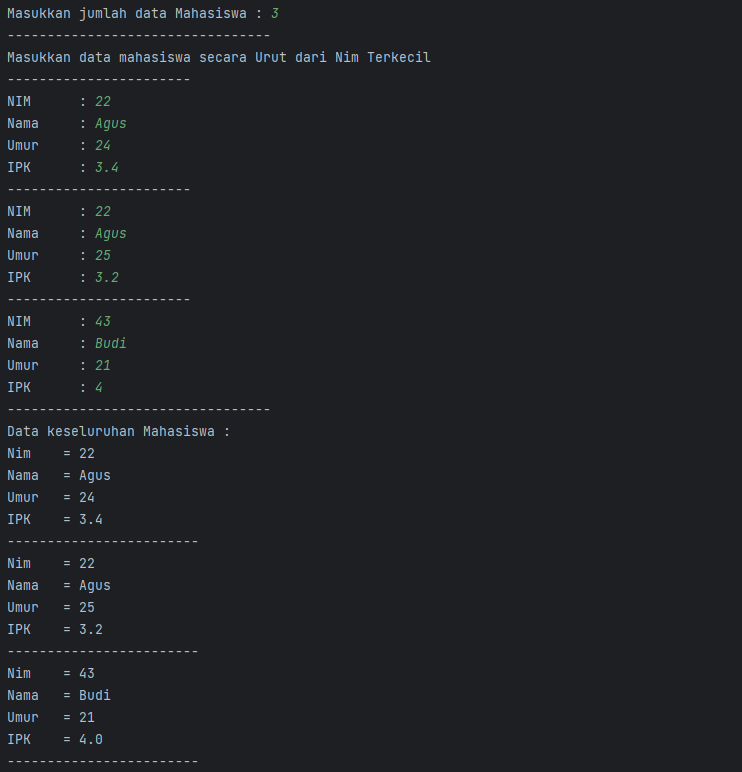 Masukkan jumlah data Mahasiswa : 3
---------------------------------
Masukkan data mahasiswa secara Urut dari Nim Terkecil
-----------------------
NIM      : 22
Nama     : Agus
Umur     : 24
IPK      : 3.4
-----------------------
NIM      : 22
Nama     : Agus
Umur     : 25
IPK      : 3.2
-----------------------
NIM      : 43
Nama     : Budi
Umur     : 21
IPK      : 4
---------------------------------
Data keseluruhan Mahasiswa :
Nim    = 22
Nama   = Agus
Umur   = 24
IPK    = 3.4
------------------------
Nim    = 22
Nama   = Agus
Umur   = 25
IPK    = 3.2
------------------------
Nim    = 43
Nama   = Budi
Umur   = 21
IPK    = 4.0
------------------------